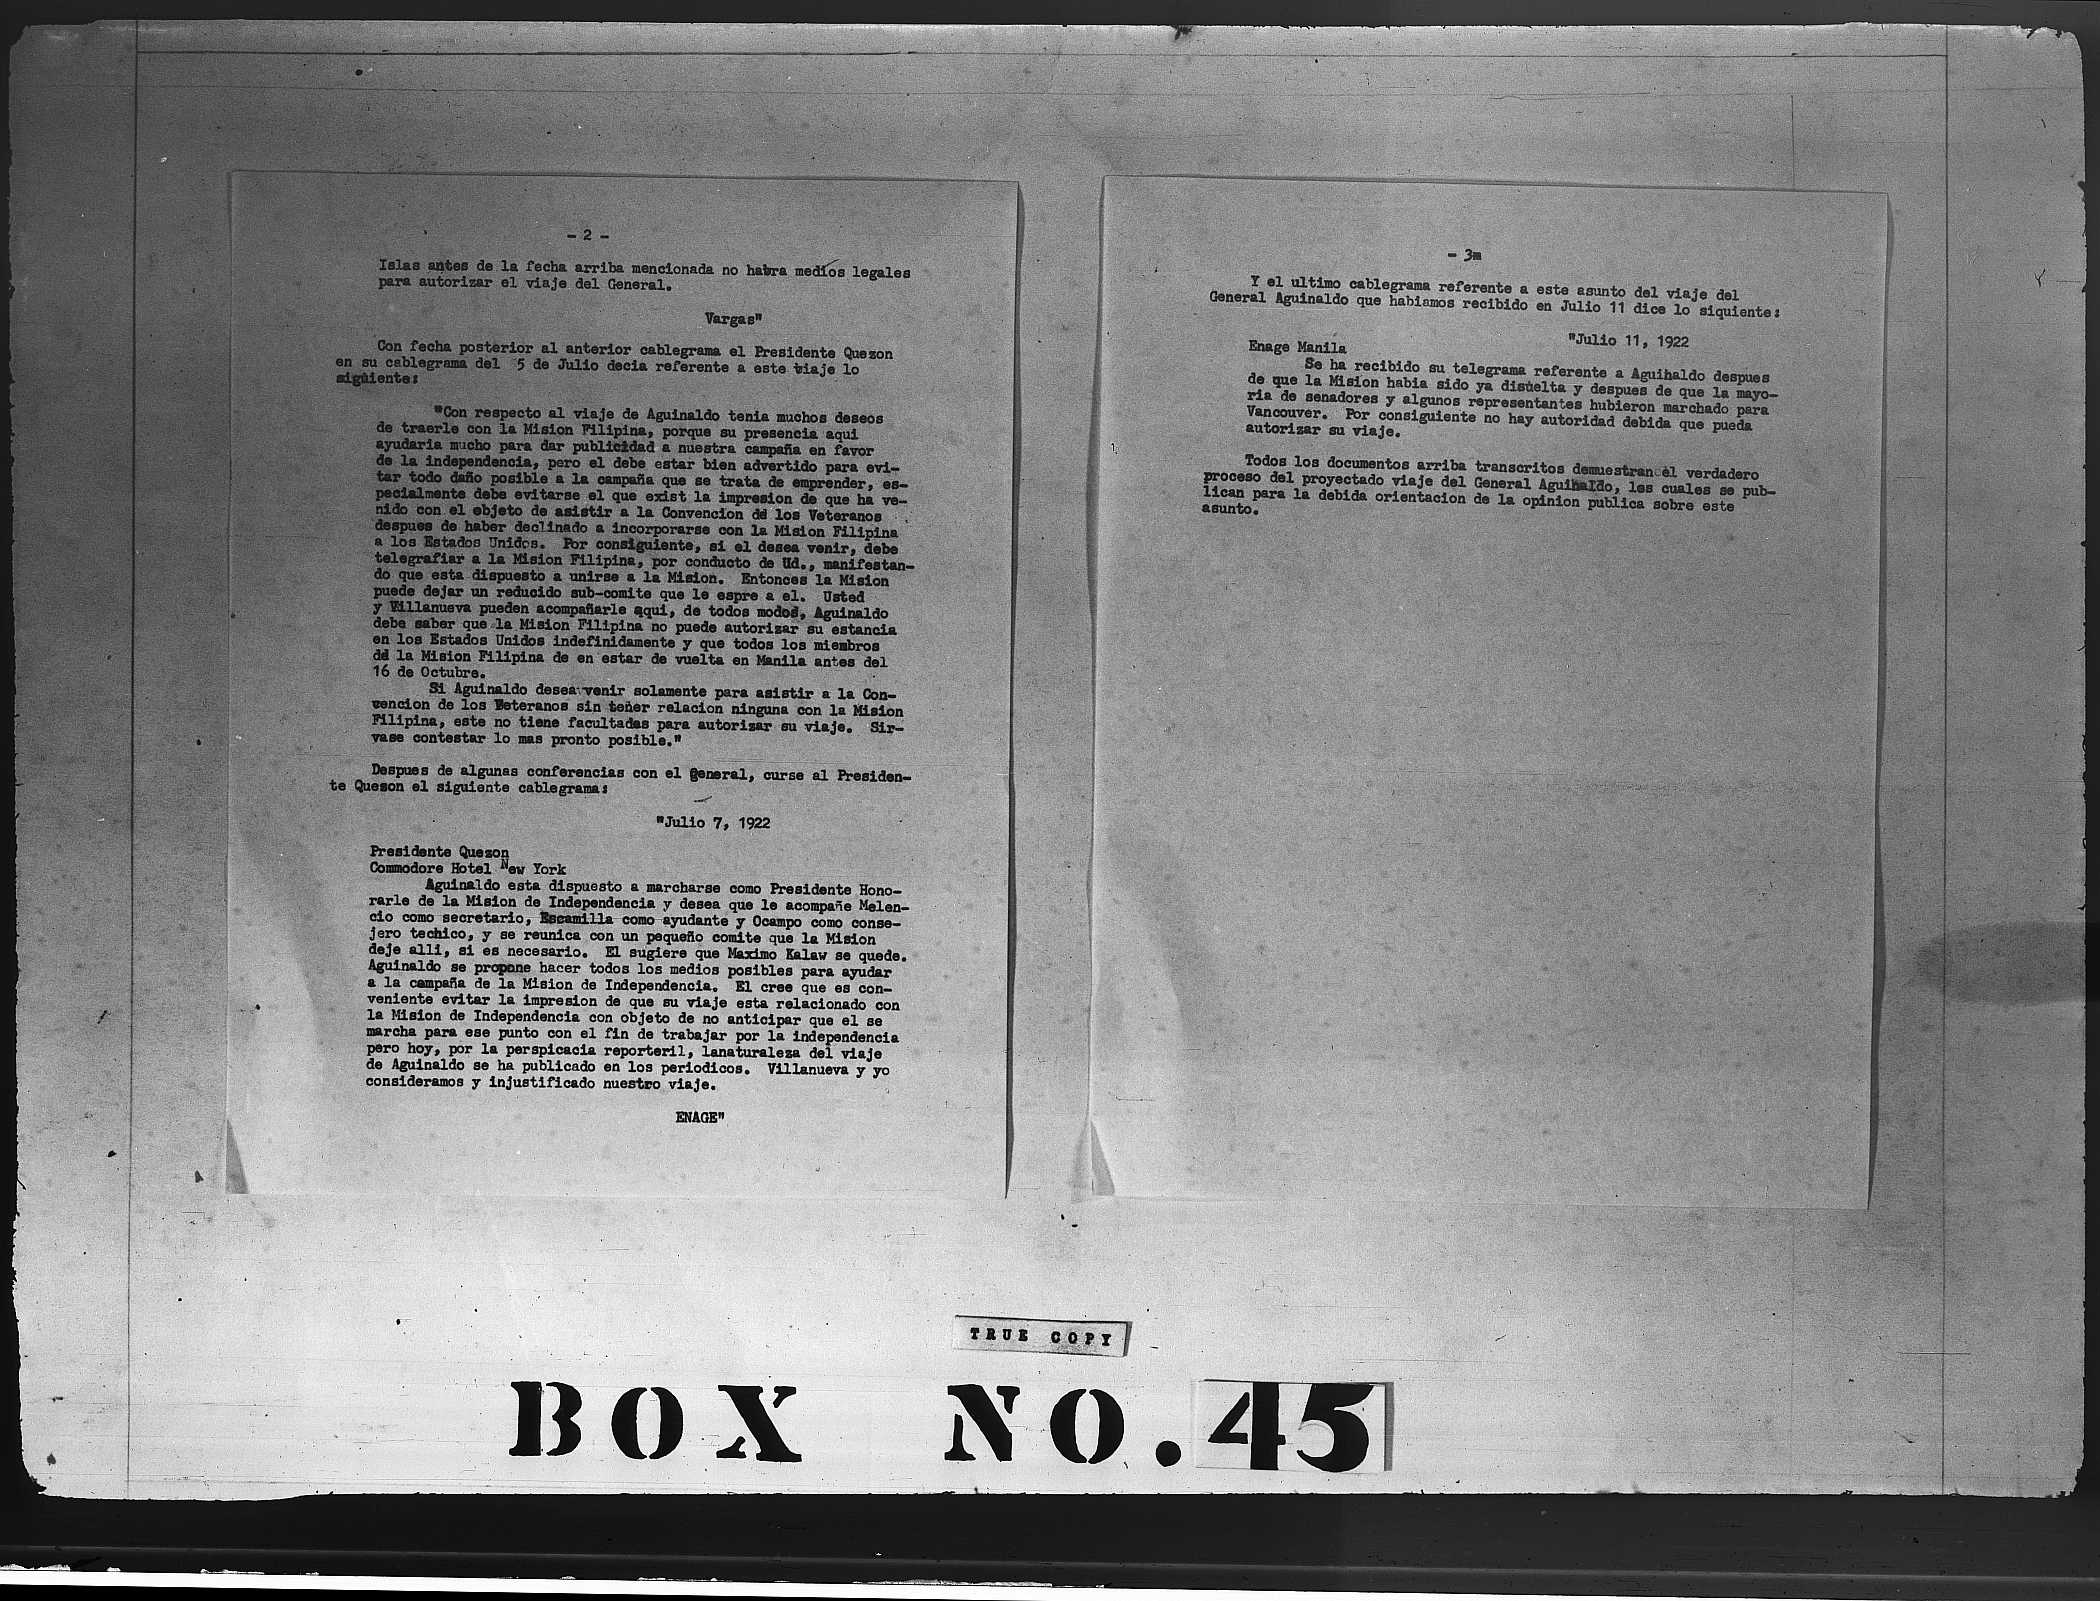 - 2 -
Islas antes de la fecha arriba mencionada no habra medios legales
para autorizar el viaje del General.
Vargas"
Con fecha posterior al anterior cablegrama el Presidente Quezon
en su cablegrama del 5 de Julio decia referente a este viaje lo
siguiente:
"Con respecto al viaje de Aguinaldo tenia muchos deseos
de traerle con la Mision Filipina, porque su presencia aqui
ayudaria mucho para dar publicidad a nuestra campaña en favor
de la independencia, pero el debe estar bien advertido para evi-
tar todo daño posible a la campaña que se trata de emprender, es-
pecialmente debe evitarse el que exist la impresion de que ha ve-
nido con el objeto de asistir a la Convencion dd los Veteranos
despues de haber declinado a incorporarse con la Mision Filipina
a los Estados Unidos. Por consiguiente, si el desea venir, debe
telegrafiar a la Mision Filipina, por conducto de Ud., manifestan-
do que esta dispuesto a unirse a la Mision. Entonces la Mision
puede dejar un reducido sub-comite que le espre a el. Usted
y Villanueva pueden acompañarle aqui, de todos modos, Aguinaldo
debe saber que la Mision Filipina no puede autorizar su estancia
en los Estados Unidos indefinidamente y que todos los miembros
dd la Mision Filipina de en estar de vuelta en Manila antes del
16 de Octubre.
Si Aguinaldo desea venir solamente para asistir a la Con-
vencion de los Veteranos sin tener relacion ninguna con la Mision
Filipina, este no tiene facultadas para autorizar su viaje. Sir-
vase contestar lo mas pronto posible."
Despues de algunas conferencias con el general, curse al Presiden-
te Quezon el siguiente cablegrama:
"Julio 7, 1922
Presidente Quezon
Commodore Hotel New York
Aguinaldo esta dispuesto a marcharse como Presidente Hono-
rarle de la Mision de Independencia y desea que le acompañe Melen-
cio como secretario, Escamilla como ayudante y Ocampo como conse-
jero techico, y se reunica con un pequeño comite que la Mision
deje alli, si es necesario. El sugiere que Maximo Kalaw se quede.
Aguinaldo se propone hacer todos los medios posibles para ayudar
a la campaña de la Mision de Independencia. El cree que es con-
veniente evitar la impresion de que su viaje esta relacionado con
la Mision de Independencia con objeto de no anticipar que el se
marcha para ese punto con el fin de trabajar por la independencia
pero hoy, por la perspicacia reporteril, lanaturaleza del viaje
de Aguinaldo se ha publicado en los periodicos. Villanueva y yo
consideramos y injustificado nuestro viaje.
ENAGE"
- 3m
Y el ultimo cablegrama referente a este asunto del viaje del
General Aguinaldo que habiamos recibido en Julio 11 dice lo siquiente:
"Julio 11, 1922
Enage Manila
Se ha recibido su telegrama referente a Aguihaldo despues
de que la Mision habia sido ya disuelta y despues de que la mayo-
ria de senadores y algunos representantes hubieron marchado para
Vancouver. Por consiguiente no hay autoridad debida que pueda
autorizar su viaje.
Todos los documentos arriba transcritos demuestran el verdadero
proceso del proyectado viaje del General Aguinaldo, les cuales se pub-
lican para la debida orientacion de la opinion publica sobre este
asunto.
TRUE COPY
BOX NO. 45